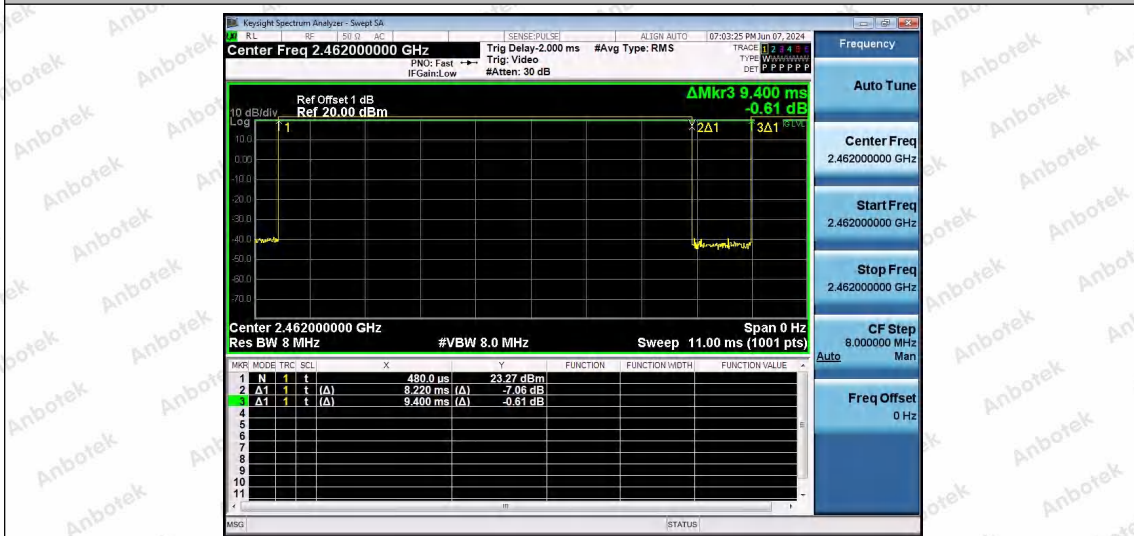 Keysight Spectrum Analyzer - Swept SA
RL RF 50 Ω AC SENSE:PULSE ALIGN AUTO 07:03:25 PM Jun 07, 2024
Center Freq 2.462000000 GHz
PNO: Fast
IFGain:Low
Trig Delay-2.000 ms
Trig: Video
#Atten: 30 dB
#Avg Type: RMS
TRACE 1 2 3 4 5 6
TYPE WWWWWW
DET P P P P P P
ΔMkr3 9.400 ms
-0.61 dB
Ref Offset 1 dB
10 dB/div Ref 20.00 dBm
Log
1 2Δ1 3Δ1
10.0
0.00
-10.0
-20.0
-30.0
-40.0
-50.0
-60.0
-70.0
Center 2.462000000 GHz Span 0 Hz
Res BW 8 MHz #VBW 8.0 MHz Sweep 11.00 ms (1001 pts)
MKR MODE TRC SCL X Y FUNCTION FUNCTION WIDTH FUNCTION VALUE
1 N 1 t 480.0 µs 23.27 dBm
2 Δ1 1 t (Δ) 8.220 ms (Δ) -7.06 dB
3 Δ1 1 t (Δ) 9.400 ms (Δ) -0.61 dB
4
5
6
7
8
9
10
11
MSG STATUS
Frequency
Auto Tune
Center Freq
2.462000000 GHz
Start Freq
2.462000000 GHz
Stop Freq
2.462000000 GHz
CF Step
8.000000 MHz
Auto Man
Freq Offset
0 Hz
Anbotek